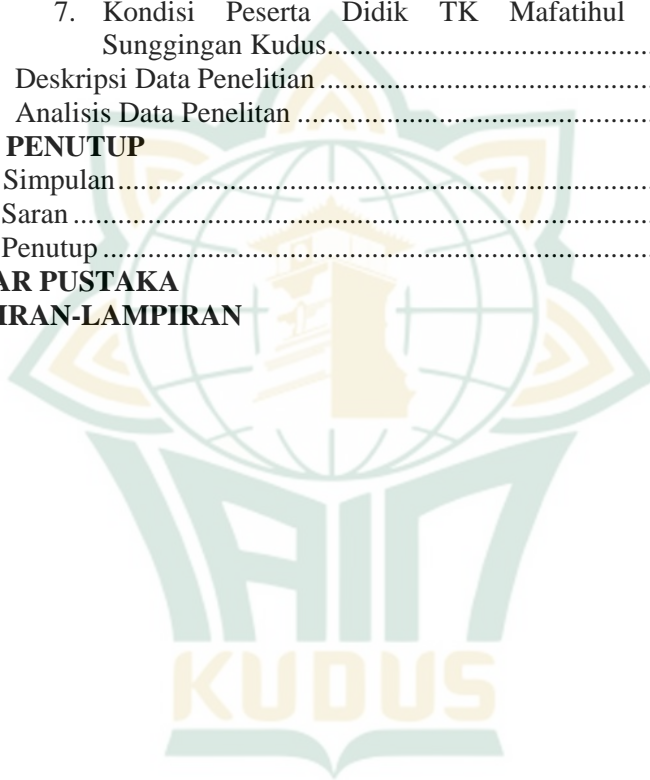 7. Kondisi Peserta Didik TK Mafatihul
Sunggingan Kudus..................................................
Deskripsi Data Penelitian ..................................................
Analisis Data Penelitan ..................................................
PENUTUP
Simpulan..................................................
Saran ..................................................
Penutup ..................................................
AR PUSTAKA
IRAN-LAMPIRAN
IAIN
KUDUS